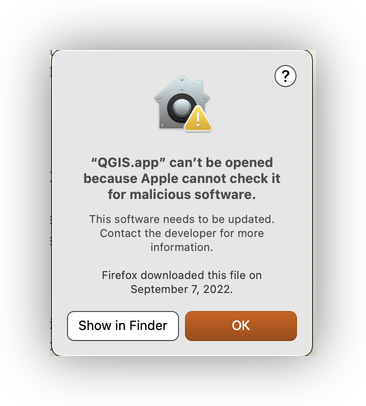 ?
“QGIS.app” can’t be opened
because Apple cannot check it
for malicious software.
This software needs to be updated.
Contact the developer for more
information.
Firefox downloaded this file on
September 7, 2022.
Show in Finder
OK